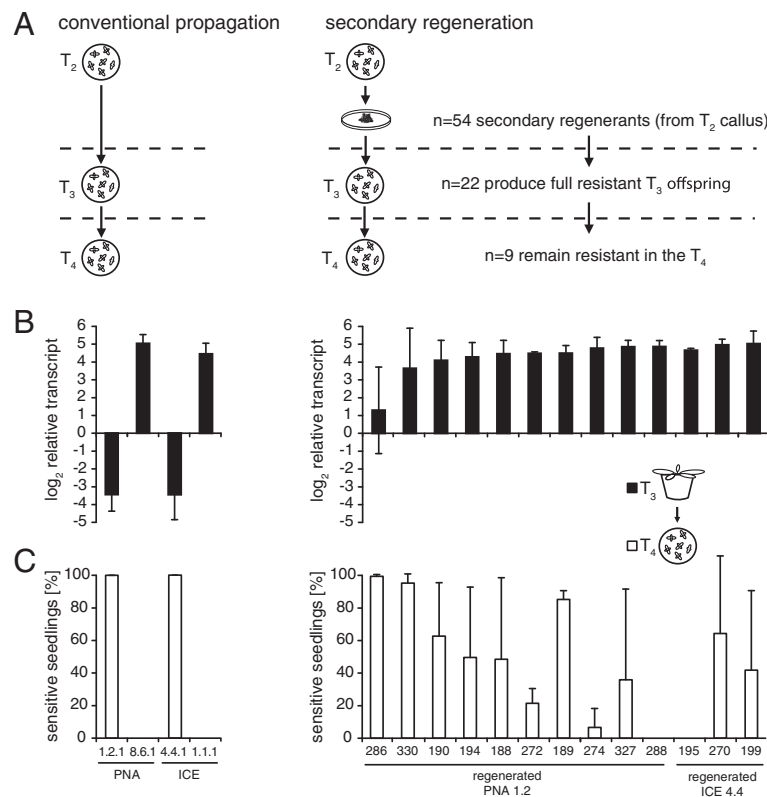 A
conventional propagation
secondary regeneration
T2
T3
T4
T2
T3
T4
n=54 secondary regenerants (from T2 callus)
n=22 produce full resistant T3 offspring
n=9 remain resistant in the T4
B
log2 relative transcript
6
5
4
3
2
1
0
-1
-2
-3
-4
-5
log2 relative transcript
6
5
4
3
2
1
0
-1
-2
-3
-4
-5
T3
T4
C
sensitive seedlings [%]
100
80
60
40
20
0
1.2.1 8.6.1 4.4.1 1.1.1
PNA ICE
sensitive seedlings [%]
100
80
60
40
20
0
286 330 190 194 188 272 189 274 327 288 195 270 199
regenerated
PNA 1.2
regenerated
ICE 4.4